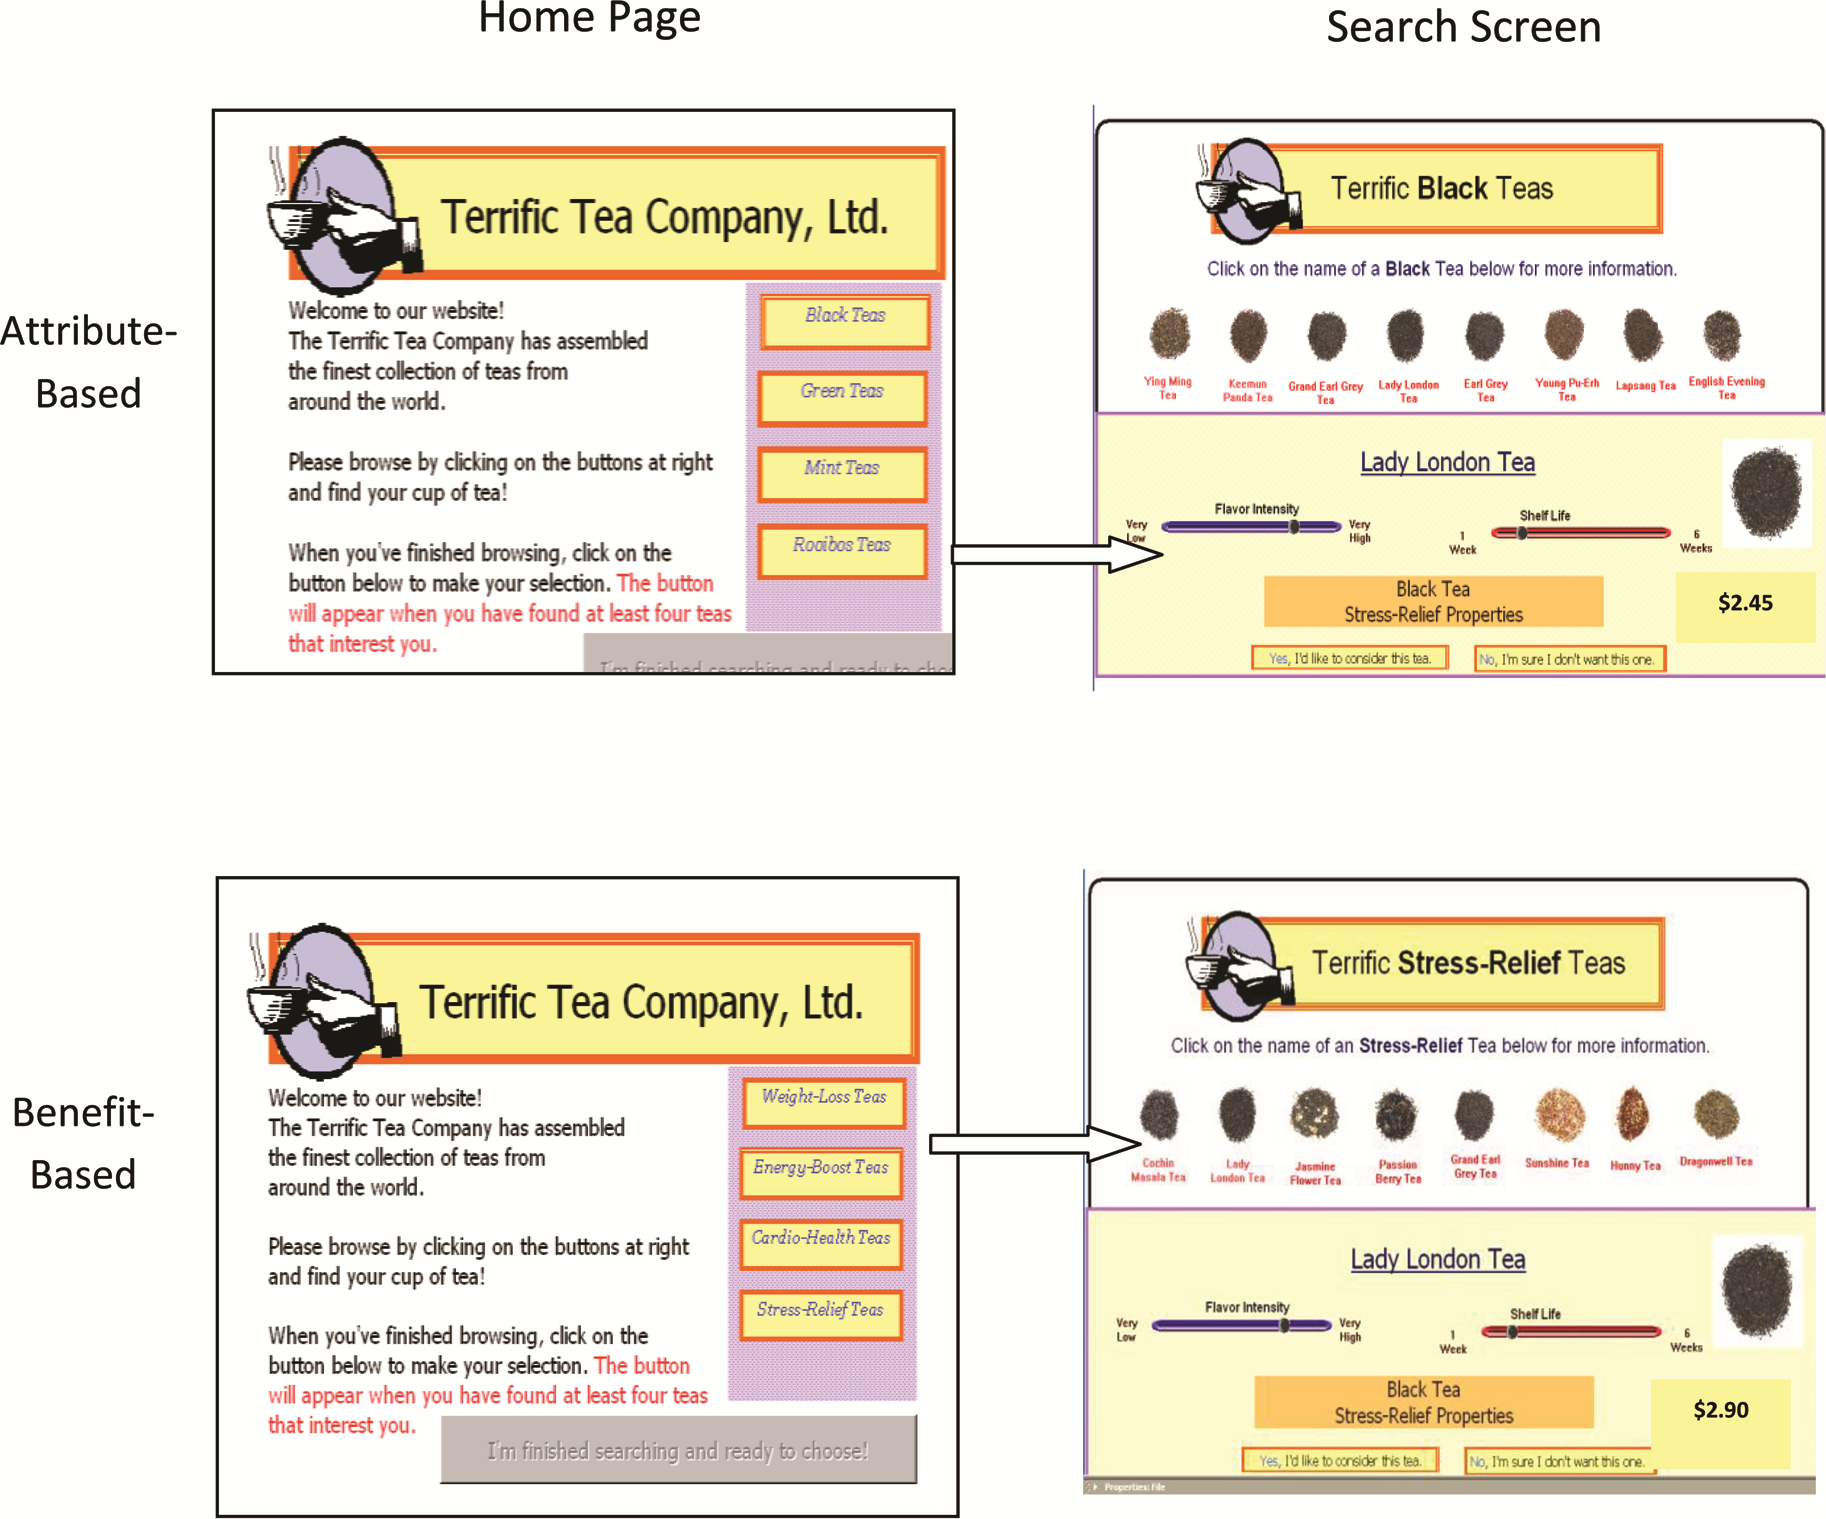 Home Page
Search Screen
Attribute-
Based
Terrific Tea Company, Ltd.
Welcome to our website!
The Terrific Tea Company has assembled
the finest collection of teas from
around the world.
Please browse by clicking on the buttons at right
and find your cup of tea!
When you've finished browsing, click on the
button below to make your selection. The button
will appear when you have found at least four teas
that interest you.
Black Teas
Green Teas
Mint Teas
Rooibos Teas
I'm finished searching and ready to choo
Terrific Black Teas
Click on the name of a Black Tea below for more information.
Ying Ming
Tea
Keemun
Panda Tea
Grand Earl Grey
Tea
Lady London
Tea
Earl Grey
Tea
Young Pu-Erh
Tea
Lapsang Tea
English Evening
Tea
Lady London Tea
Flavor Intensity
Very
Low
Very
High
Shelf Life
1
Week
6
Weeks
Black Tea
Stress-Relief Properties
$2.45
Yes, I'd like to consider this tea.
No, I'm sure I don't want this one.
Benefit-
Based
Terrific Tea Company, Ltd.
Welcome to our website!
The Terrific Tea Company has assembled
the finest collection of teas from
around the world.
Please browse by clicking on the buttons at right
and find your cup of tea!
When you've finished browsing, click on the
button below to make your selection. The button
will appear when you have found at least four teas
that interest you.
Weight-Loss Teas
Energy-Boost Teas
Cardio-Health Teas
Stress-Relief Teas
I'm finished searching and ready to choose!
Terrific Stress-Relief Teas
Click on the name of an Stress-Relief Tea below for more information.
Cochin
Masala Tea
Lady
London Tea
Jasmine
Flower Tea
Passion
Berry Tea
Grand Earl
Grey Tea
Sunshine Tea
Hunny Tea
Dragonwell Tea
Lady London Tea
Flavor Intensity
Very
Low
Very
High
Shelf Life
1
Week
6
Weeks
Black Tea
Stress-Relief Properties
$2.90
Yes, I'd like to consider this tea.
No, I'm sure I don't want this one.
Properties: File